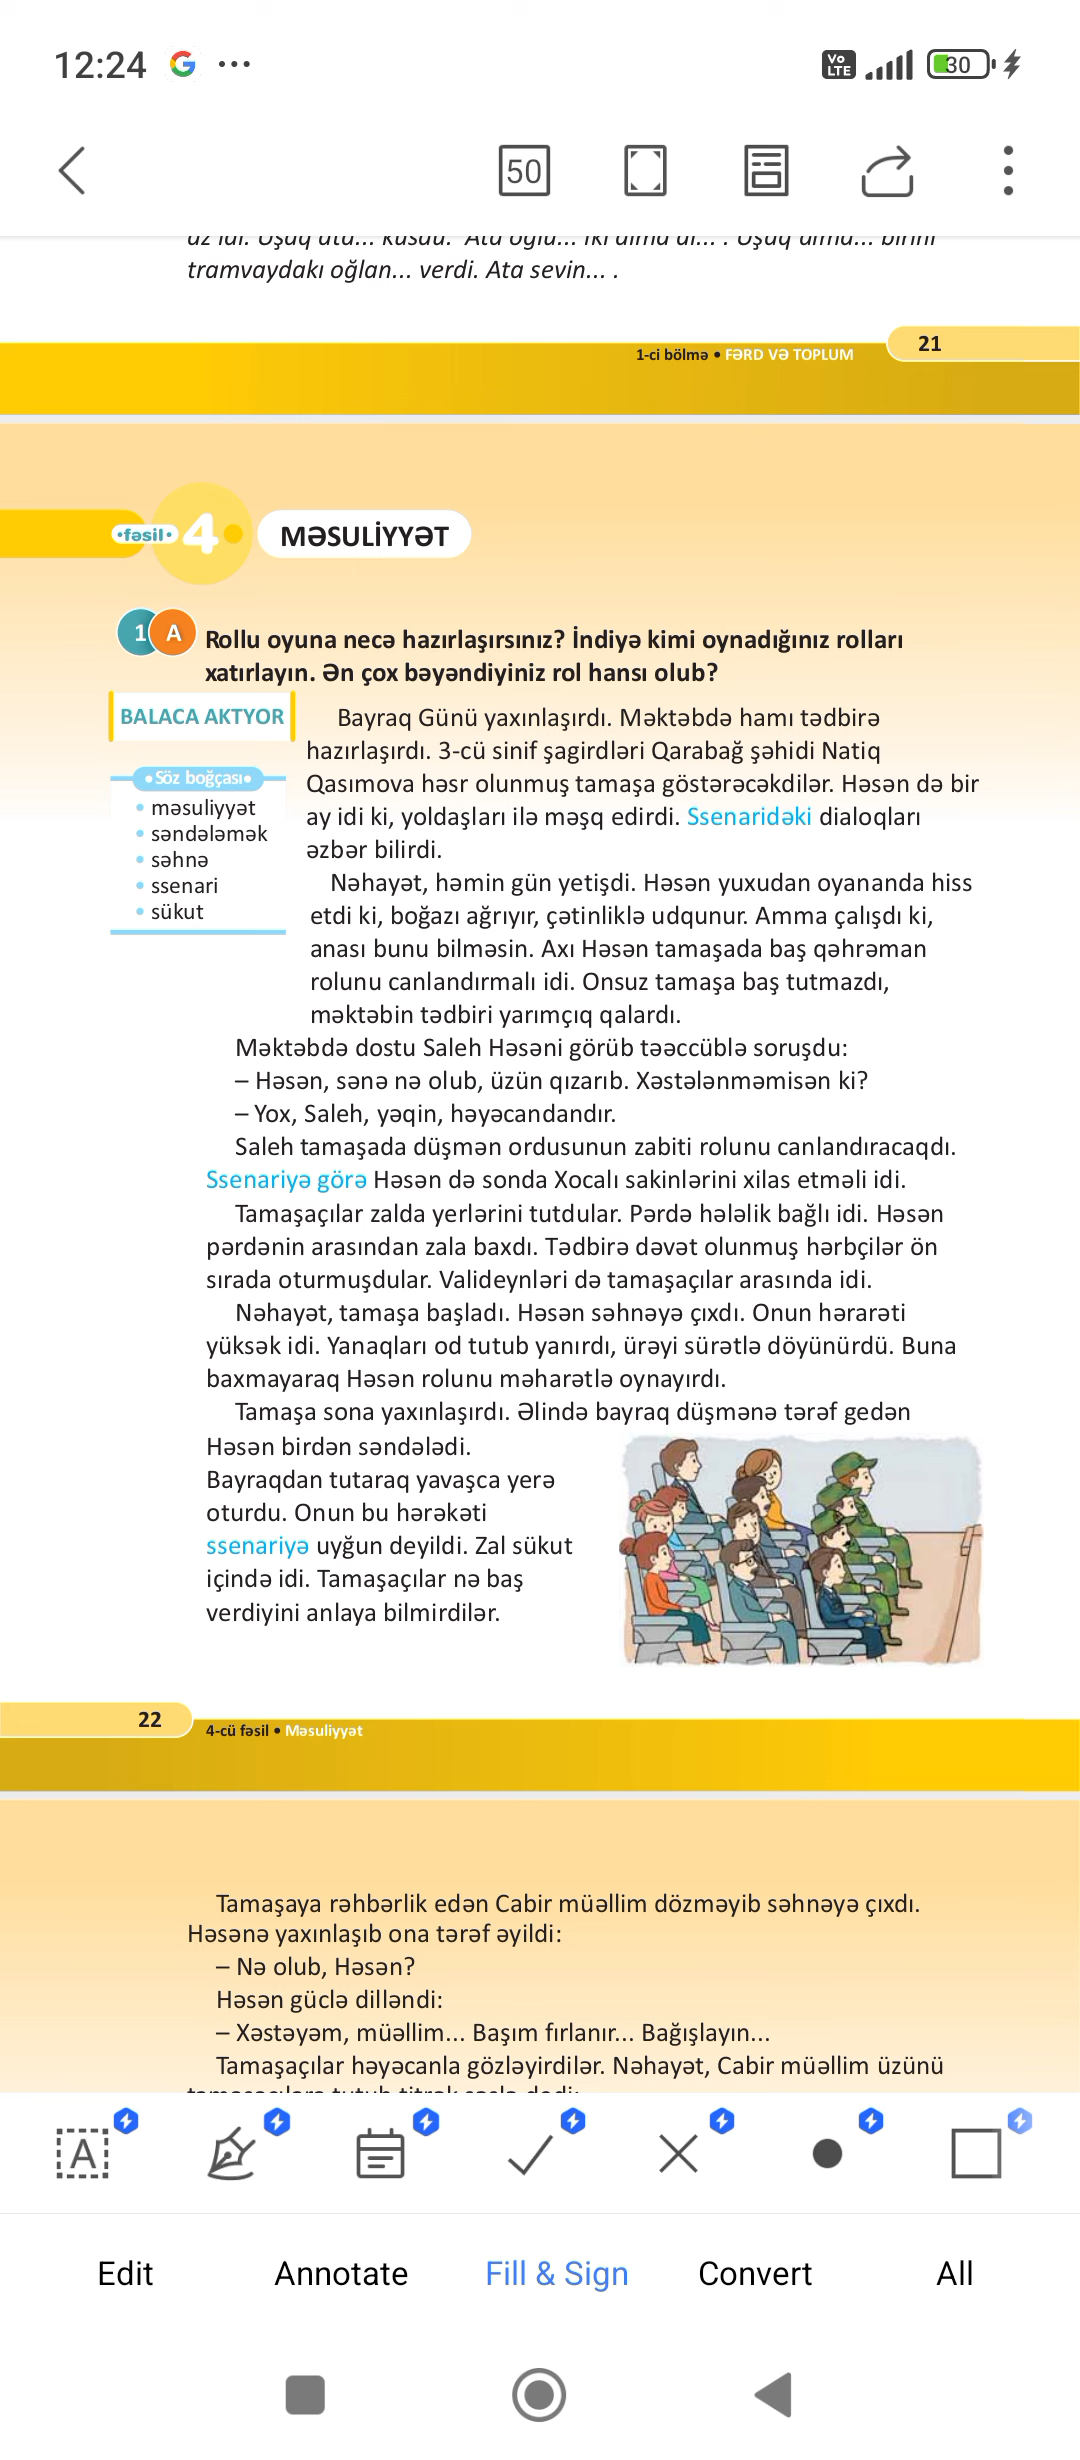 12:24
Vo LTE
30
50
tramvaydakı oğlan... verdi. Ata sevin... .
21
1-ci bölmə • FƏRD VƏ TOPLUM
•fəsil• 4
MƏSULİYYƏT
1 A
Rollu oyuna necə hazırlaşırsınız? İndiyə kimi oynadığınız rolları
xatırlayın. Ən çox bəyəndiyiniz rol hansı olub?
BALACA AKTYOR
•Söz boğçası•
• məsuliyyət
• səndələmək
• səhnə
• ssenari
• sükut
Bayraq Günü yaxınlaşırdı. Məktəbdə hamı tədbirə
hazırlaşırdı. 3-cü sinif şagirdləri Qarabağ şəhidi Natiq
Qasımova həsr olunmuş tamaşa göstərəcəkdilər. Həsən də bir
ay idi ki, yoldaşları ilə məşq edirdi. Ssenaridəki dialoqları
əzbər bilirdi.
Nəhayət, həmin gün yetişdi. Həsən yuxudan oyananda hiss
etdi ki, boğazı ağrıyır, çətinliklə udqunur. Amma çalışdı ki,
anası bunu bilməsin. Axı Həsən tamaşada baş qəhrəman
rolunu canlandırmalı idi. Onsuz tamaşa baş tutmazdı,
məktəbin tədbiri yarımçıq qalardı.
Məktəbdə dostu Saleh Həsəni görüb təəccüblə soruşdu:
– Həsən, sənə nə olub, üzün qızarıb. Xəstələnməmisən ki?
– Yox, Saleh, yəqin, həyəcandandır.
Saleh tamaşada düşmən ordusunun zabiti rolunu canlandıracaqdı.
Ssenariyə görə Həsən də sonda Xocalı sakinlərini xilas etməli idi.
Tamaşaçılar zalda yerlərini tutdular. Pərdə hələlik bağlı idi. Həsən
pərdənin arasından zala baxdı. Tədbirə dəvət olunmuş hərbçilər ön
sırada oturmuşdular. Valideynləri də tamaşaçılar arasında idi.
Nəhayət, tamaşa başladı. Həsən səhnəyə çıxdı. Onun hərarəti
yüksək idi. Yanaqları od tutub yanırdı, ürəyi sürətlə döyünürdü. Buna
baxmayaraq Həsən rolunu məharətlə oynayırdı.
Tamaşa sona yaxınlaşırdı. Əlində bayraq düşmənə tərəf gedən
Həsən birdən səndələdi.
Bayraqdan tutaraq yavaşca yerə
oturdu. Onun bu hərəkəti
ssenariyə uyğun deyildi. Zal sükut
içində idi. Tamaşaçılar nə baş
verdiyini anlaya bilmirdilər.
22
4-cü fəsil • Məsuliyyət
Tamaşaya rəhbərlik edən Cabir müəllim dözməyib səhnəyə çıxdı.
Həsənə yaxınlaşıb ona tərəf əyildi:
– Nə olub, Həsən?
Həsən güclə dilləndi:
– Xəstəyəm, müəllim... Başım fırlanır... Bağışlayın...
Tamaşaçılar həyəcanla gözləyirdilər. Nəhayət, Cabir müəllim üzünü
A
Edit
Annotate
Fill & Sign
Convert
All